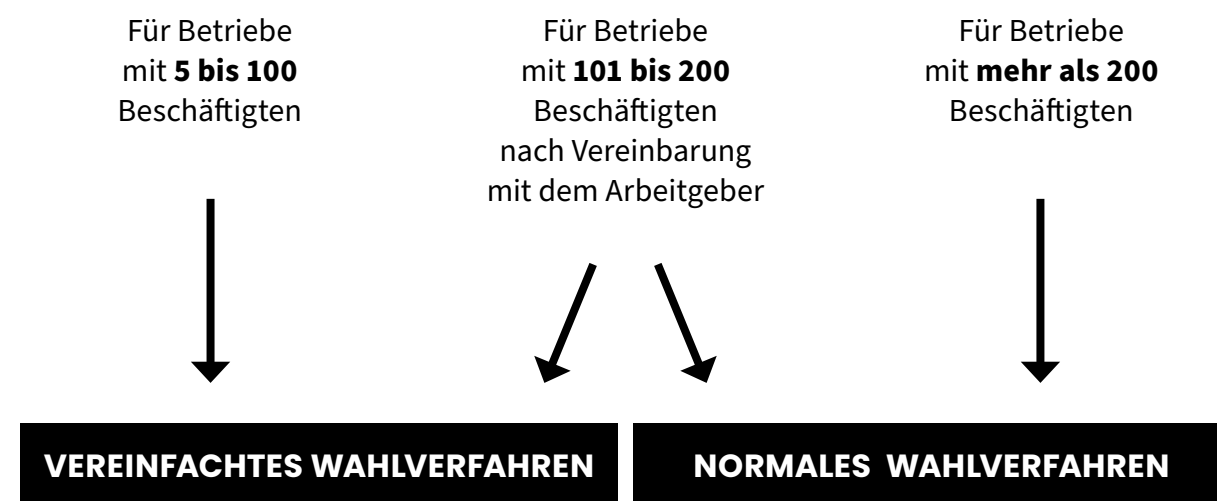 Für Betriebe
mit 5 bis 100
Beschäftigten
Für Betriebe
mit 101 bis 200
Beschäftigten
nach Vereinbarung
mit dem Arbeitgeber
Für Betriebe
mit mehr als 200
Beschäftigten
VEREINFACHTES WAHLVERFAHREN
NORMALES WAHLVERFAHREN